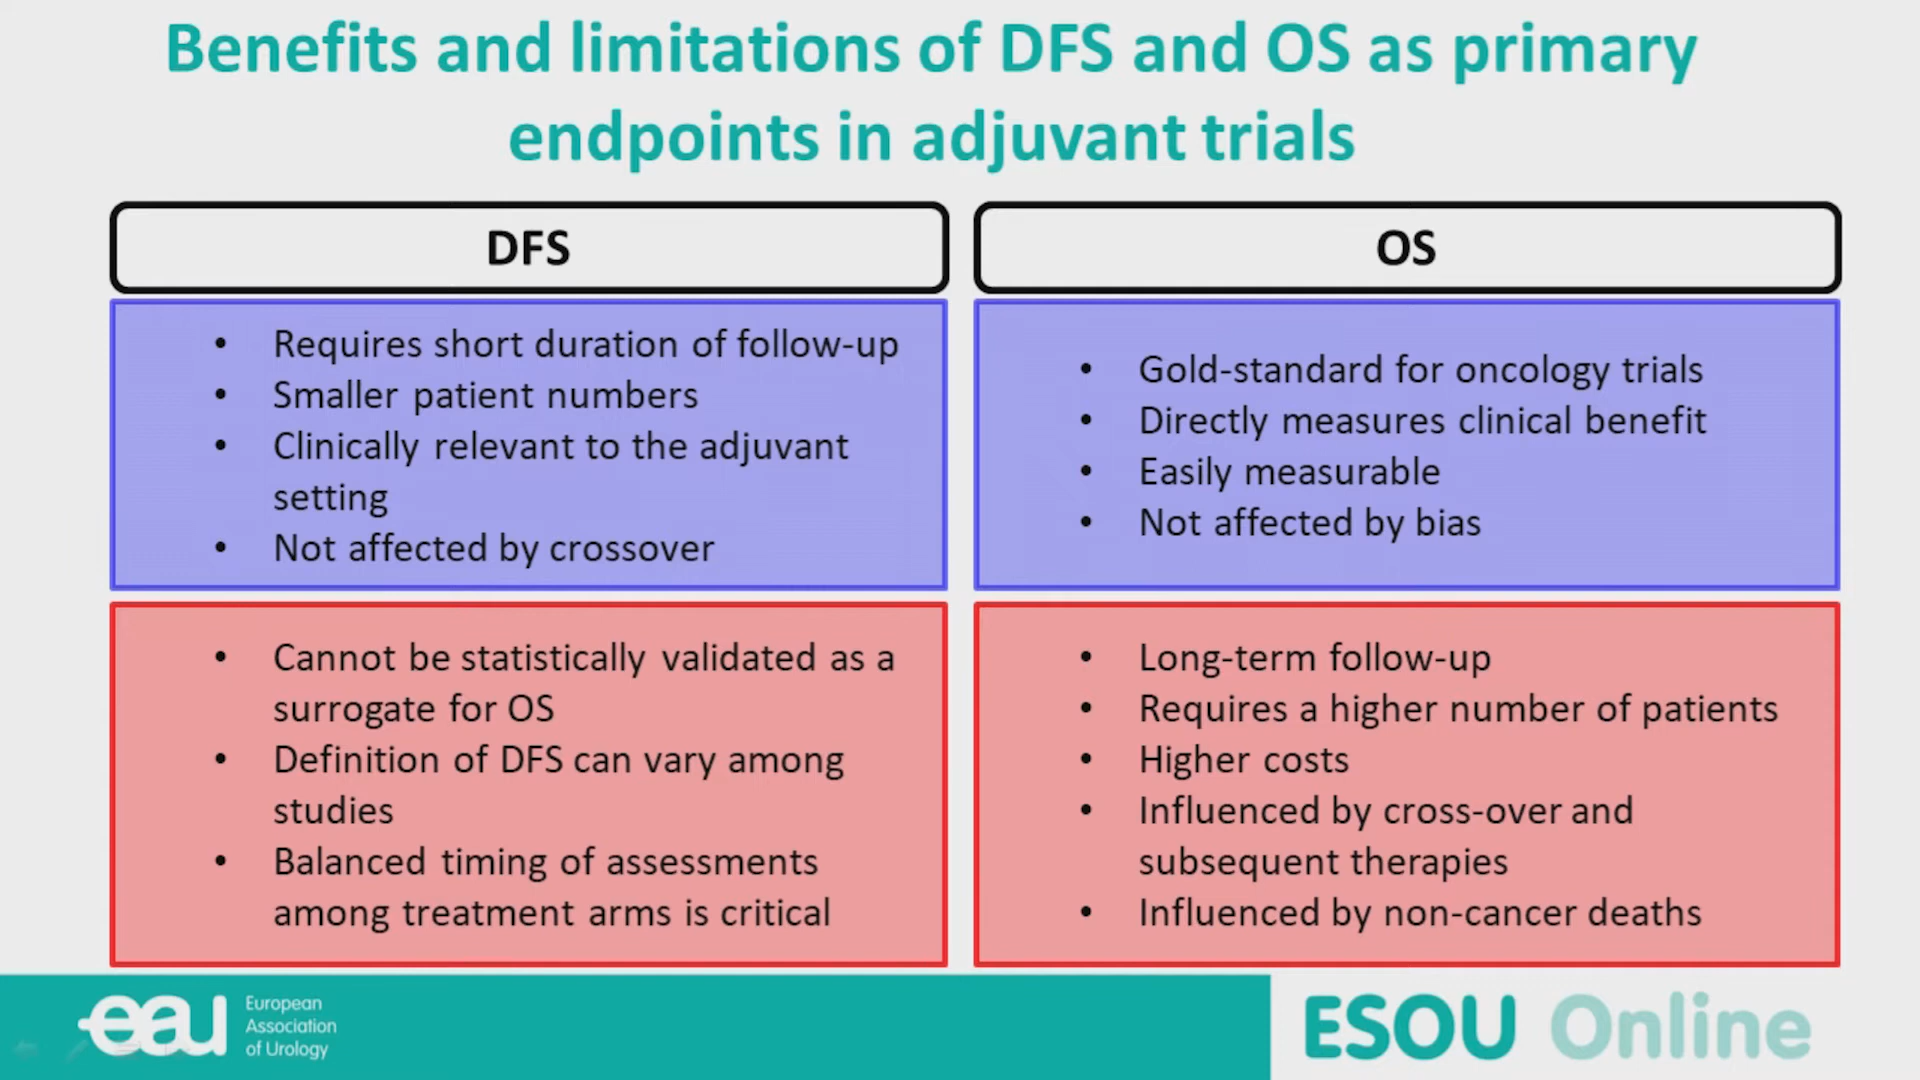 Benefits and limitations of DFS and OS as primary
endpoints in adjuvant trials
DFS
• Requires short duration of follow-up
• Smaller patient numbers
• Clinically relevant to the adjuvant
setting
• Not affected by crossover
• Cannot be statistically validated as a
surrogate for OS
• Definition of DFS can vary among
studies
• Balanced timing of assessments
among treatment arms is critical
OS
• Gold-standard for oncology trials
• Directly measures clinical benefit
• Easily measurable
• Not affected by bias
• Long-term follow-up
• Requires a higher number of patients
• Higher costs
• Influenced by cross-over and
subsequent therapies
• Influenced by non-cancer deaths
eau
European
Association
of Urology
ESOU Online